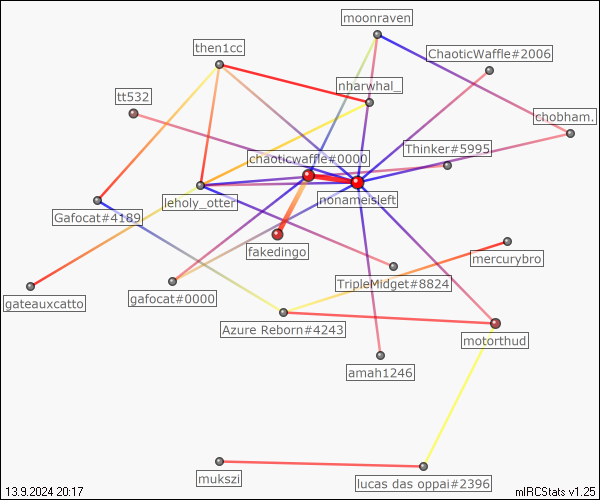 moonraven
then1cc
ChaoticWaffle#2006
nharwhal_
tt532
chobham.
Thinker#5995
chaoticwaffle#0000
leholy_otter
nonameisleft
Gafocat#4189
fakedingo
mercurybro
TripleMidget#8824
gateauxcatto
gafocat#0000
Azure Reborn#4243
motorthud
amah1246
mukszi
lucas das oppai#2396
13.9.2024 20:17
mIRCStats v1.25